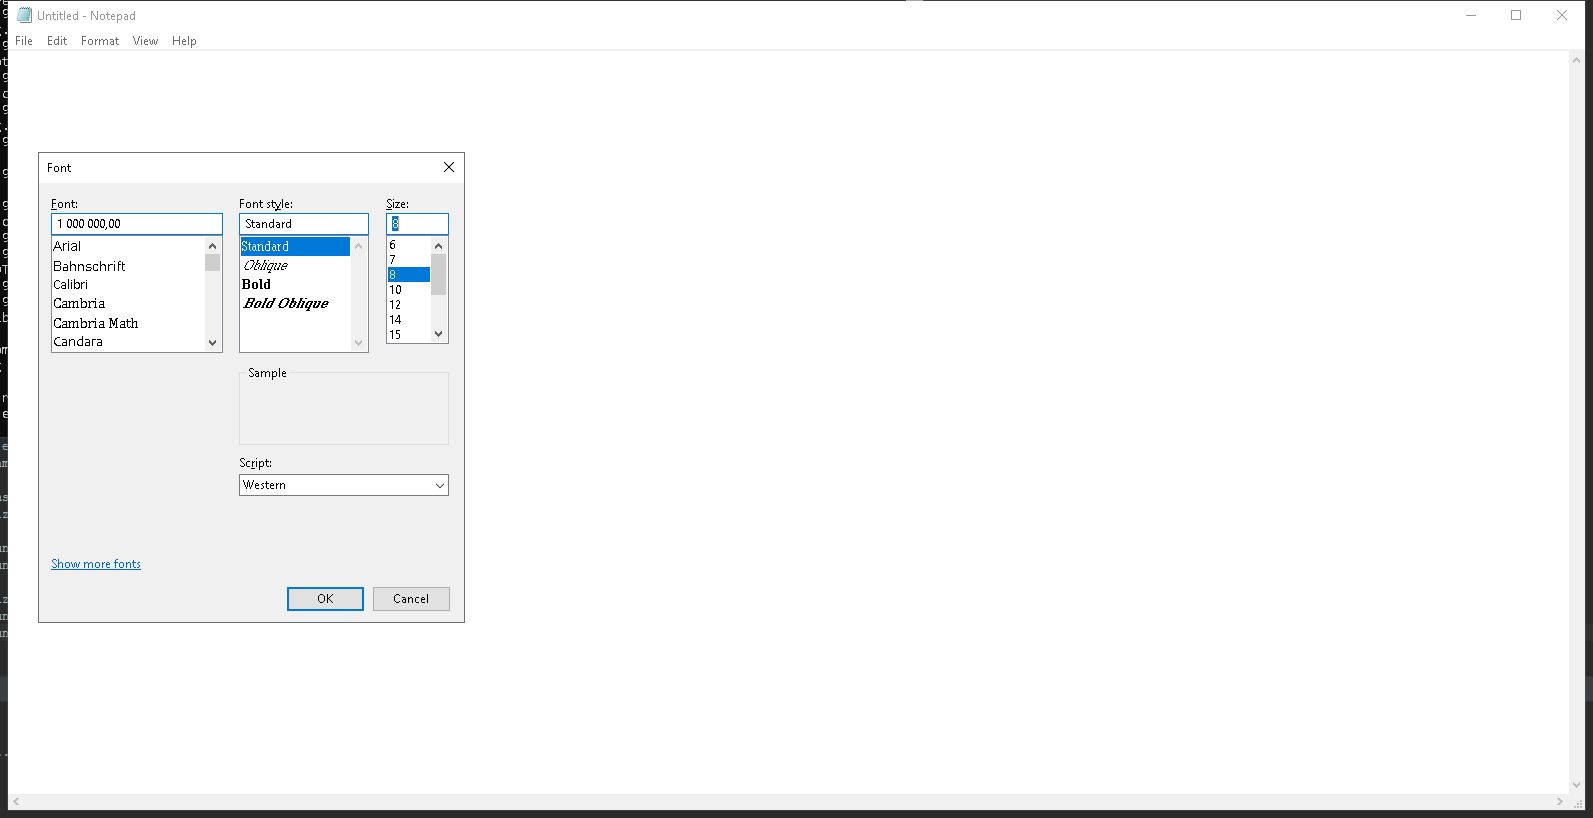 Untitled - Notepad
File Edit Format View Help
Font
Font: Font style: Size:
1 000 000,00 Standard 8
Arial Standard 6
Bahnschrift Oblique 7
Calibri Bold 8
Cambria Bold Oblique 10
Cambria Math 12
Candara 14
15
Sample
Script:
Western
Show more fonts
OK Cancel